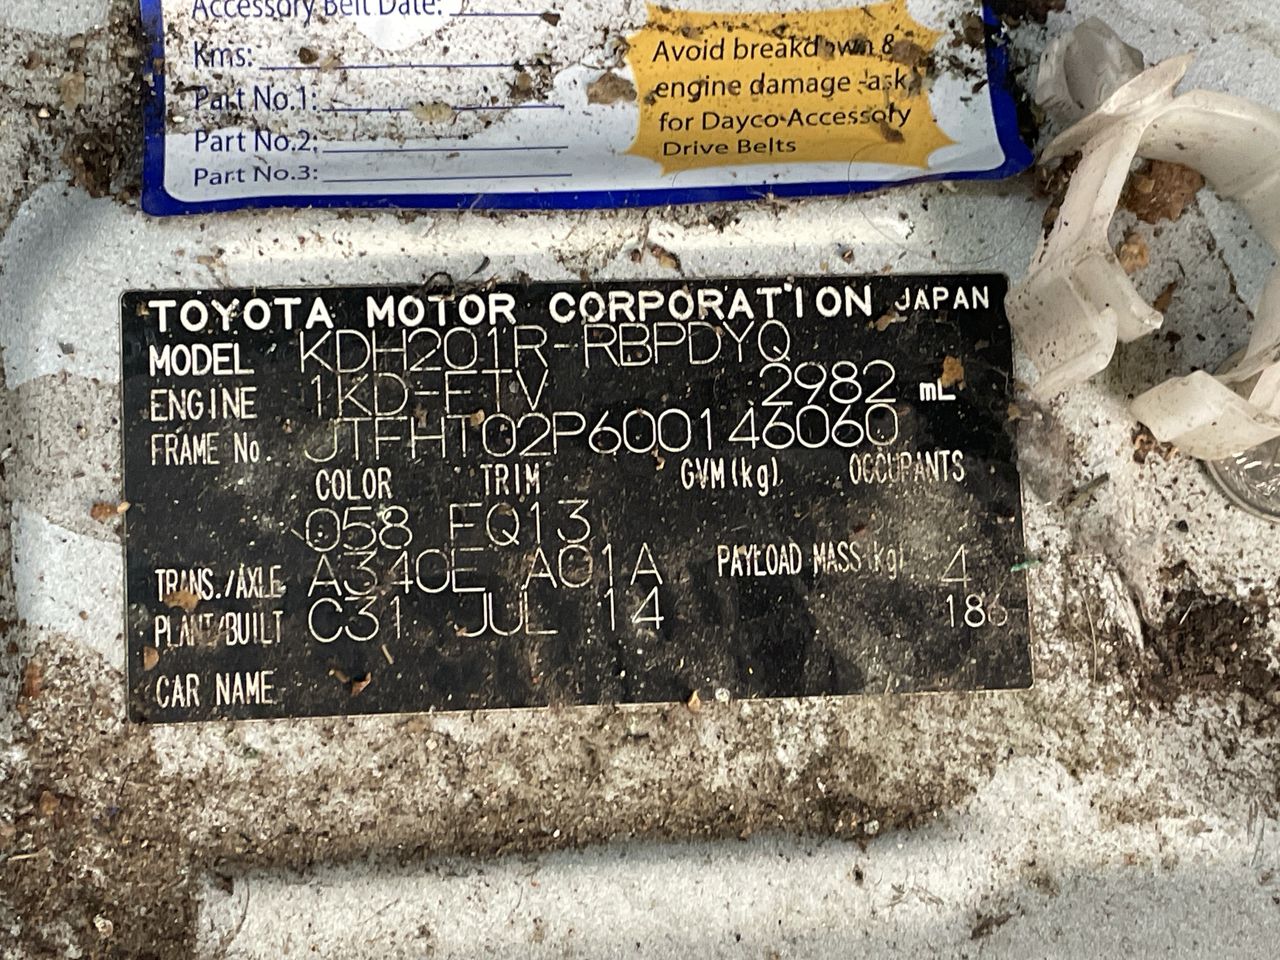 Accessory Belt Date:
Kms:
Part No.1:
Part No.2:
Part No.3:
Avoid breakdown &
engine damage -ask
for Dayco Accessory
Drive Belts
TOYOTA MOTOR CORPORATION JAPAN
MODEL KDH201R-RBPDYQ
ENGINE 1KD-FTV 2982 mL
FRAME No. JTFHT02P600146060
COLOR TRIM GVM(kg) OCCUPANTS
058 FQ13
TRANS./AXLE A340E A01A PAYLOAD MASS(kg) 4
PLANT/BUILT C31 JUL 14 186
CAR NAME